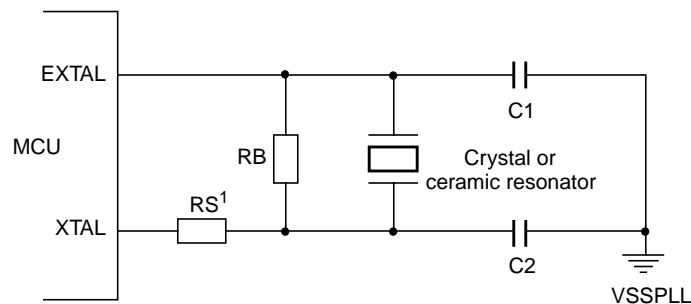 EXTAL
C1
MCU
RB
Crystal or
ceramic resonator
RS¹
XTAL
C2
VSSPLL